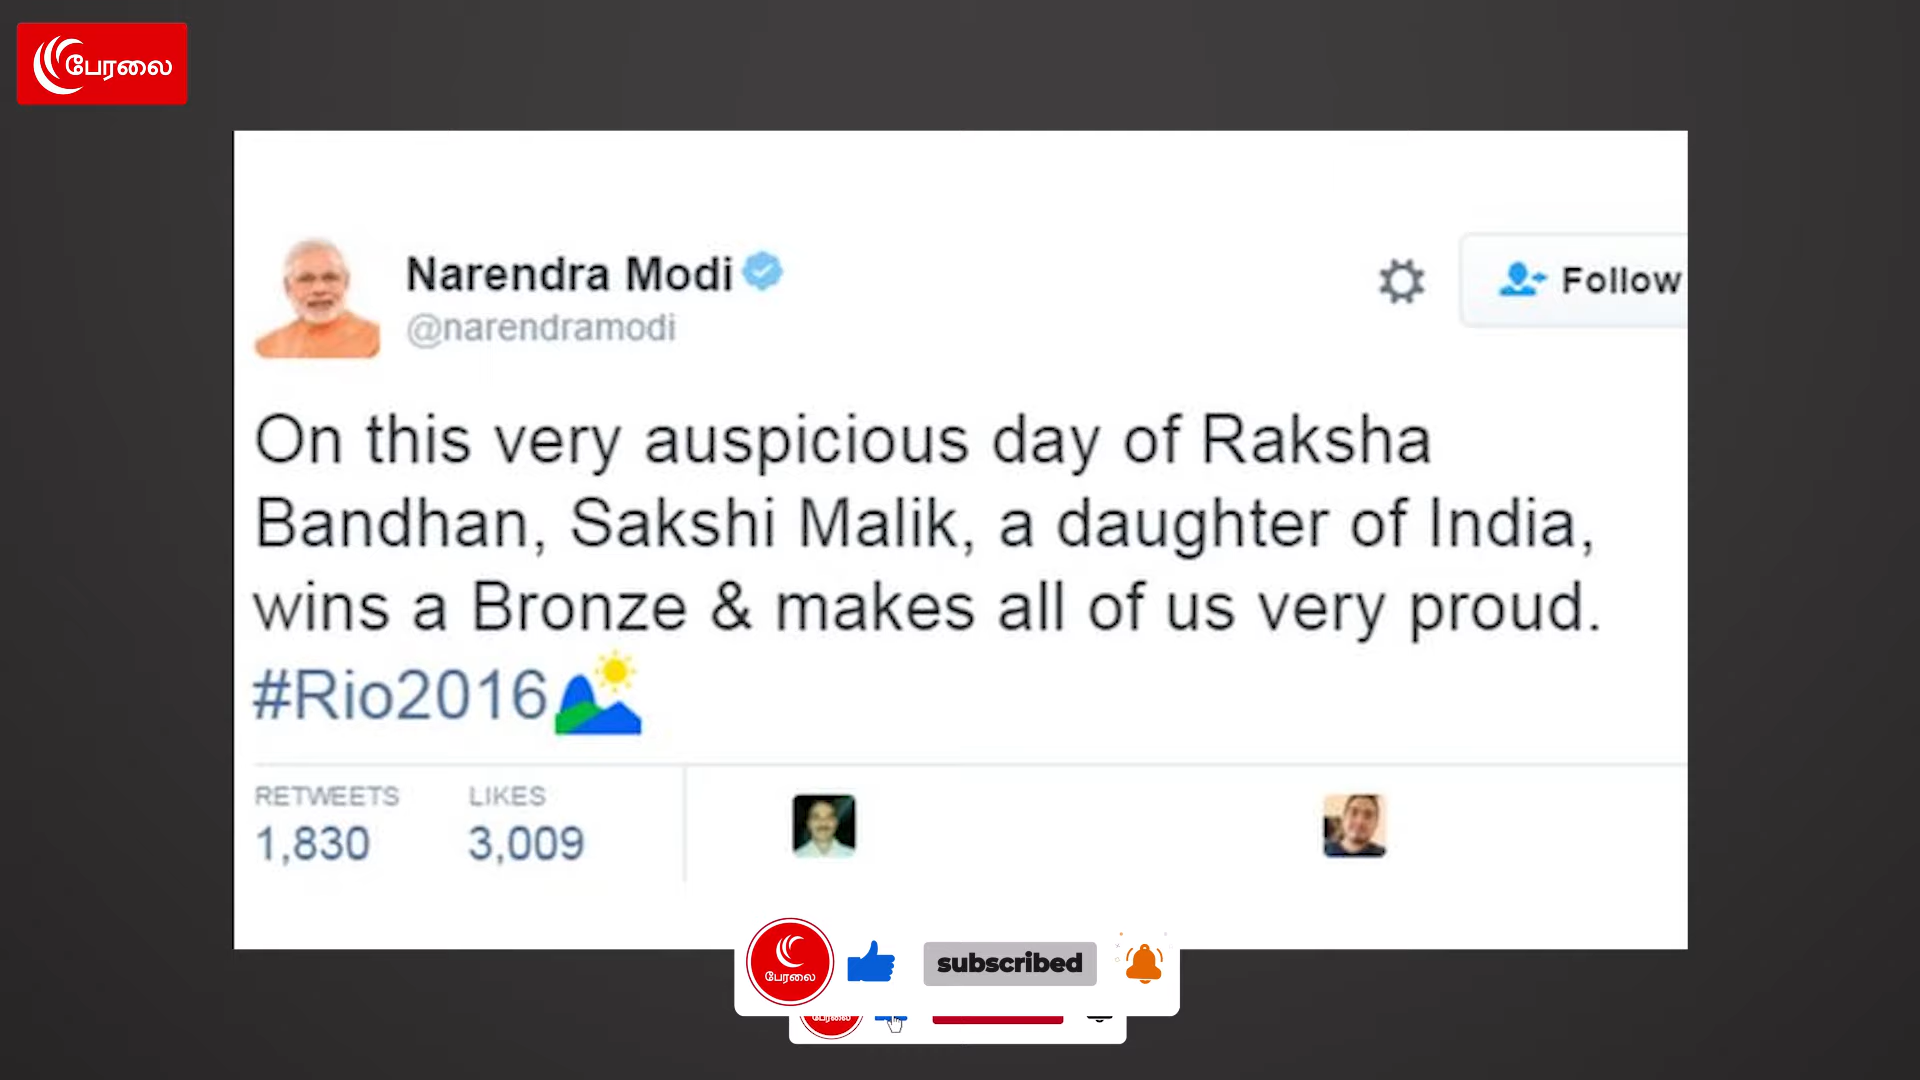 பேரலை
Narendra Modi
@narendramodi
Follow
On this very auspicious day of Raksha
Bandhan, Sakshi Malik, a daughter of India,
wins a Bronze & makes all of us very proud.
#Rio2016
RETWEETS LIKES
1,830 3,009
பேரலை
subscribed
பேரலை